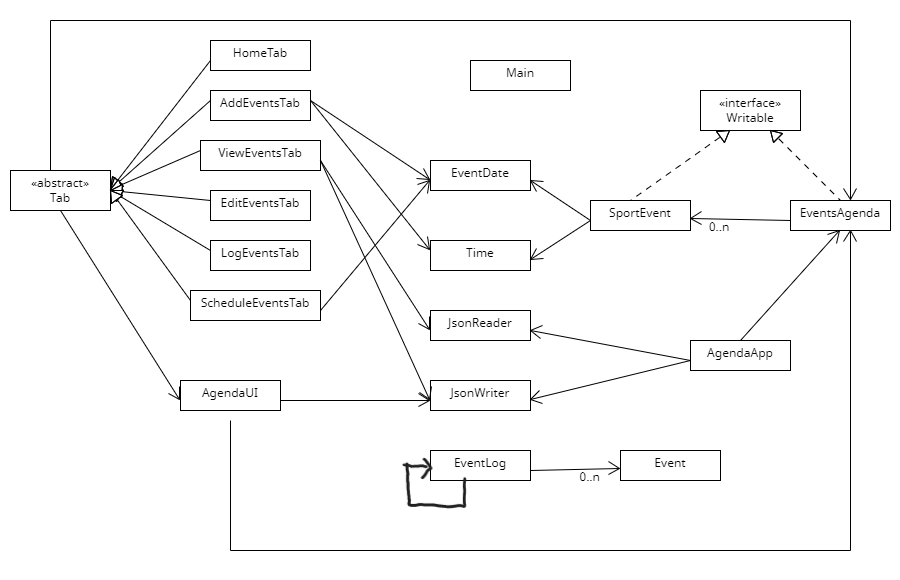 HomeTab
Main
AddEventsTab
«interface»
Writable
ViewEventsTab
EventDate
«abstract»
Tab
EditEventsTab
SportEvent
EventsAgenda
0..n
LogEventsTab
Time
ScheduleEventsTab
JsonReader
AgendaApp
AgendaUI
JsonWriter
EventLog
Event
0..n